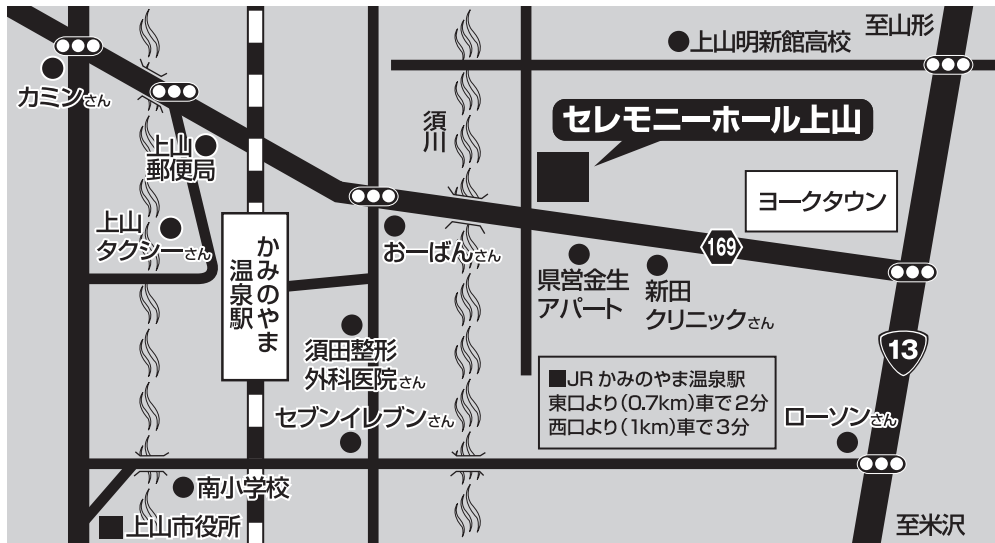 至山形
上山明新館高校
カミンさん
セレモニーホール上山
須川
上山
郵便局
ヨークタウン
上山
タクシーさん
かみのやま
温泉駅
おーばんさん
169
県営金生
アパート
新田
クリニックさん
須田整形
外科医院さん
13
■JR かみのやま温泉駅
東口より(0.7km)車で2分
西口より(1km)車で3分
セブンイレブンさん
ローソンさん
南小学校
上山市役所
至米沢